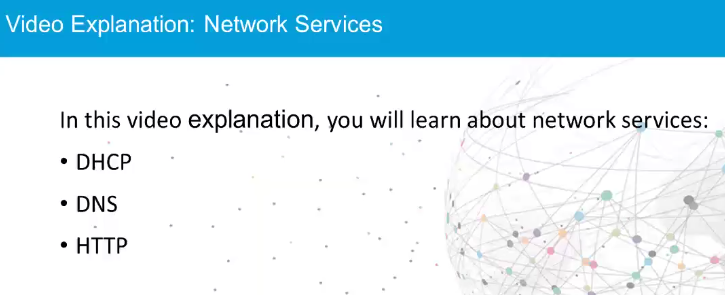 Video Explanation: Network Services
In this video explanation, you will learn about network services:
• DHCP
• DNS
• HTTP